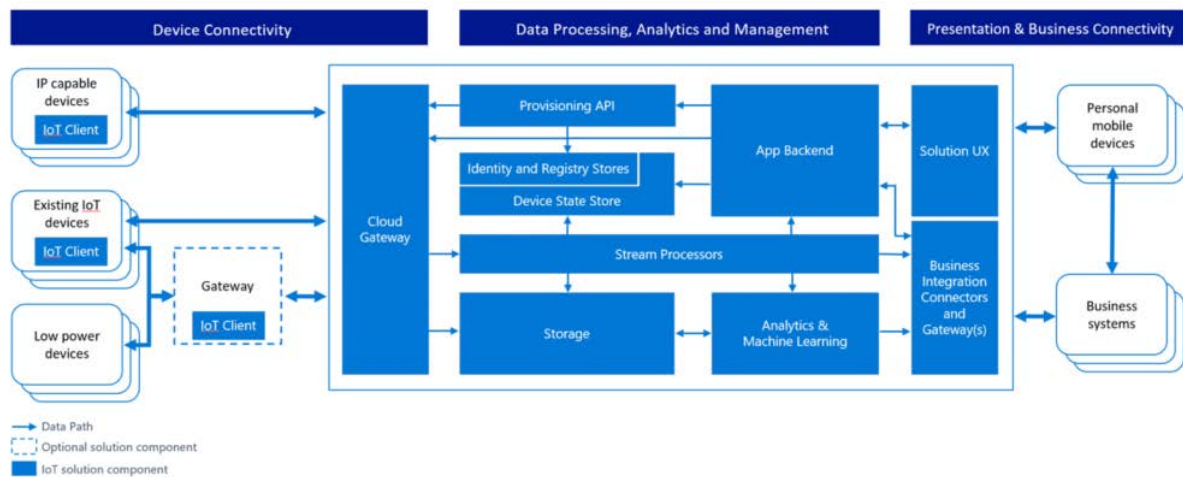 Device Connectivity
Data Processing, Analytics and Management
Presentation & Business Connectivity
IP capable
devices
IoT Client
Existing IoT
devices
IoT Client
Low power
devices
Gateway
IoT Client
Cloud
Gateway
Provisioning API
Identity and Registry Stores
Device State Store
App Backend
Stream Processors
Storage
Analytics &
Machine Learning
Solution UX
Business
Integration
Connectors
and
Gateway(s)
Personal
mobile
devices
Business
systems
Data Path
Optional solution component
IoT solution component